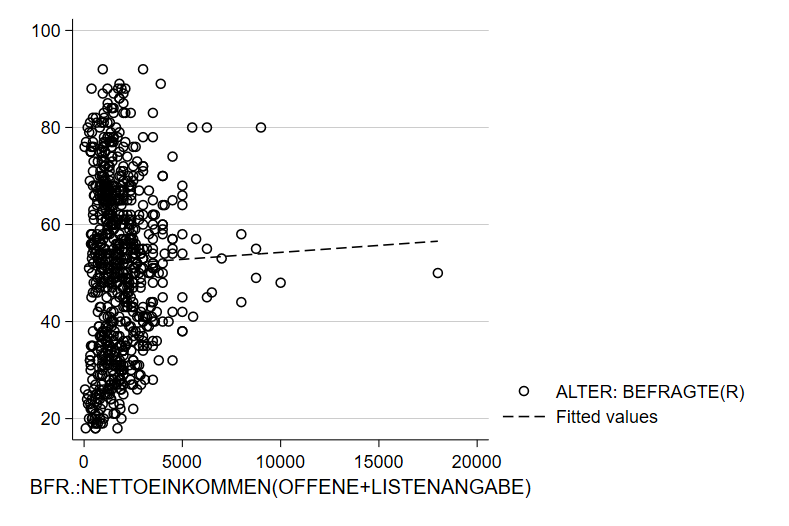 100
80
60
40
20
0 5000 10000 15000 20000
BFR.:NETTOEINKOMMEN(OFFENE+LISTENANGABE)
ALTER: BEFRAGTE(R)
Fitted values